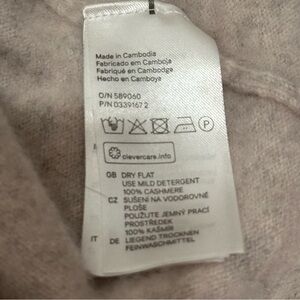 Made in Cambodia
Fabricado em Camboja
Fabriqué en Cambodge
Hecho en Camboya
O/N 589060
P/N 03391672
P
clevercare.info
GB DRY FLAT
USE MILD DETERGENT
100% CASHMERE
CZ SUŠENÍ NA VODOROVNÉ
PLOŠE
POUŽIJTE JEMNÝ PRACÍ
PROSTŘEDEK
100% KAŠMÍR
IT DE LIEGEND TROCKNEN
FEINWASCHMITTEL